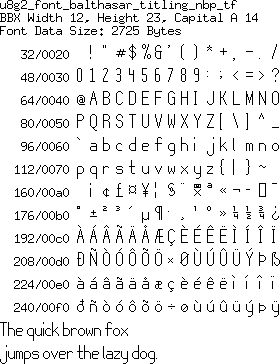 u8g2_font_balthasar_titling_nbp_tf
BBX Width 12, Height 23, Capital A 14
Font Data Size: 2725 Bytes
32/0020 ! " # $ % & ' ( ) * + , - . /
48/0030 0 1 2 3 4 5 6 7 8 9 : ; < = > ?
64/0040 @ A B C D E F G H I J K L M N O
80/0050 P Q R S T U V W X Y Z [ \ ] ^ _
96/0060 ` a b c d e f g h i j k l m n o
112/0070 p q r s t u v w x y z { | } ~
160/00a0 ¡ ¢ £ ¤ ¥ ¦ § ¨ © ª « ¬ - ® ¯
176/00b0 ° ± ² ³ ´ µ ¶ · ¸ ¹ º » ¼ ½ ¾ ¿
192/00c0 À Á Â Ã Ä Å Æ Ç È É Ê Ë Ì Í Î Ï
208/00d0 Ð Ñ Ò Ó Ô Õ Ö × Ø Ù Ú Û Ü Ý Þ ß
224/00e0 à á â ã ä å æ ç è é ê ë ì í î ï
240/00f0 ð ñ ò ó ô õ ö ÷ ø ù ú û ü ý þ ÿ
The quick brown fox
jumps over the lazy dog.